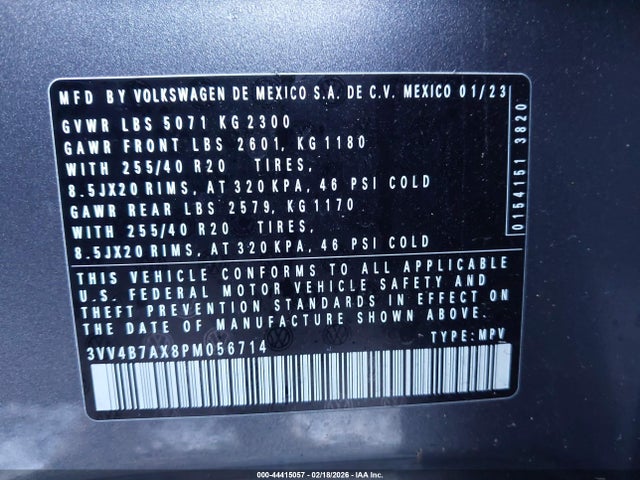 MFD BY VOLKSWAGEN DE MEXICO S.A. DE C.V. MEXICO 01/23
GVWR LBS 5071 KG 2300
GAWR FRONT LBS 2601, KG 1180
WITH 255/40 R20 TIRES,
8.5JX20 RIMS, AT 320 KPA, 46 PSI COLD
GAWR REAR LBS 2579, KG 1170
WITH 255/40 R20 TIRES,
8.5JX20 RIMS, AT 320 KPA, 46 PSI COLD
0154151 3820
THIS VEHICLE CONFORMS TO ALL APPLICABLE
U.S. FEDERAL MOTOR VEHICLE SAFETY AND
THEFT PREVENTION STANDARDS IN EFFECT ON
THE DATE OF MANUFACTURE SHOWN ABOVE.
3VV4B7AX8PM056714 TYPE: MPV
000-44415057 - 02/18/2026 - IAA Inc.